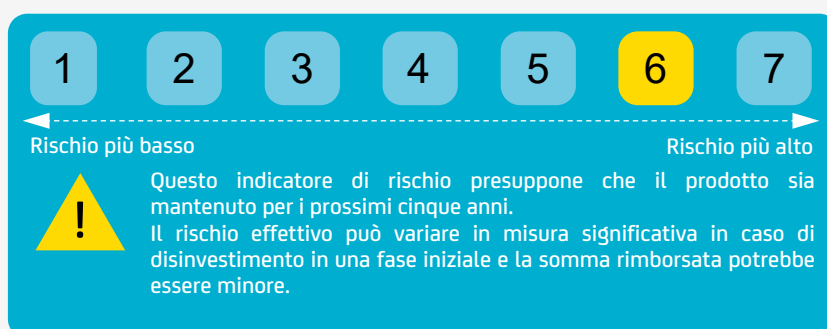 1 2 3 4 5 6 7
Rischio più basso Rischio più alto
!
Questo indicatore di rischio presuppone che il prodotto sia
mantenuto per i prossimi cinque anni.
Il rischio effettivo può variare in misura significativa in caso di
disinvestimento in una fase iniziale e la somma rimborsata potrebbe
essere minore.